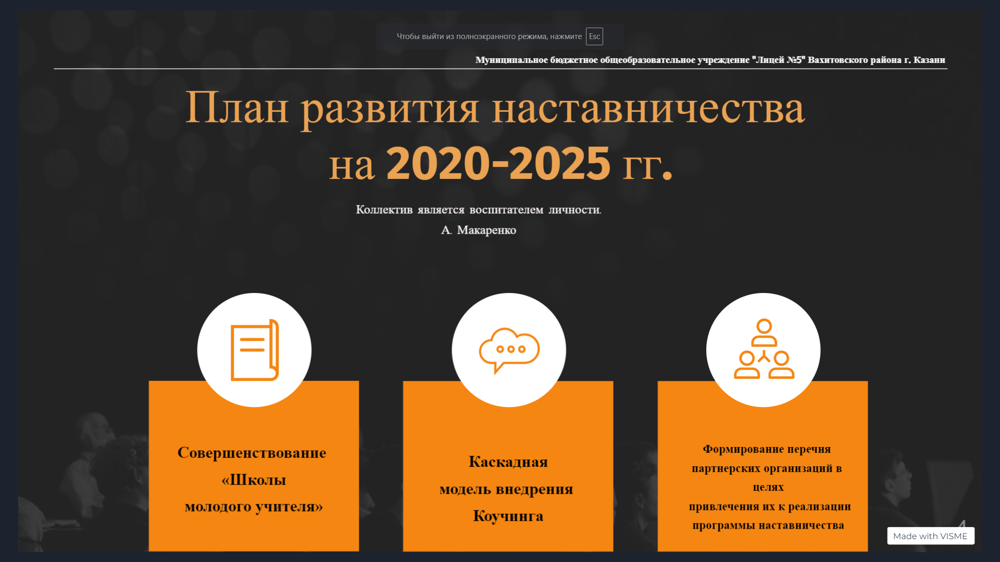 Чтобы выйти из полноэкранного режима, нажмите Esc
Муниципальное бюджетное общеобразовательное учреждение "Лицей №5" Вахитовского района г. Казани
План развития наставничества
на 2020-2025 гг.
Коллектив является воспитателем личности.
А. Макаренко
Совершенствование
«Школы
молодого учителя»
Каскадная
модель внедрения
Коучинга
Формирование перечня
партнерских организаций в
целях
привлечения их к реализации
программы наставничества
4
Made with VISME